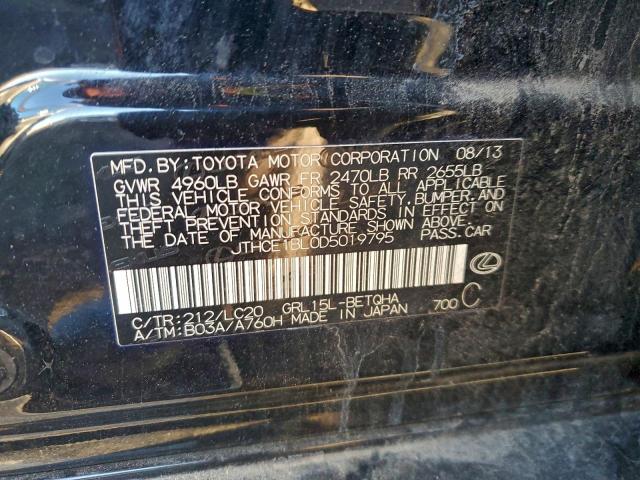 MFD. BY: TOYOTA MOTOR CORPORATION 08/13
GVWR 4960LB GAWR FR 2470LB RR 2655LB
THIS VEHICLE CONFORMS TO ALL APPLICABLE
FEDERAL MOTOR VEHICLE SAFETY, BUMPER, AND
THEFT PREVENTION STANDARDS IN EFFECT ON
THE DATE OF MANUFACTURE SHOWN ABOVE.
JTHCE1BL0D5019795 PASS.CAR
C/TR:212/LC20 GRL15L-BETQHA
A/TM:B03A/A760H MADE IN JAPAN 700 C